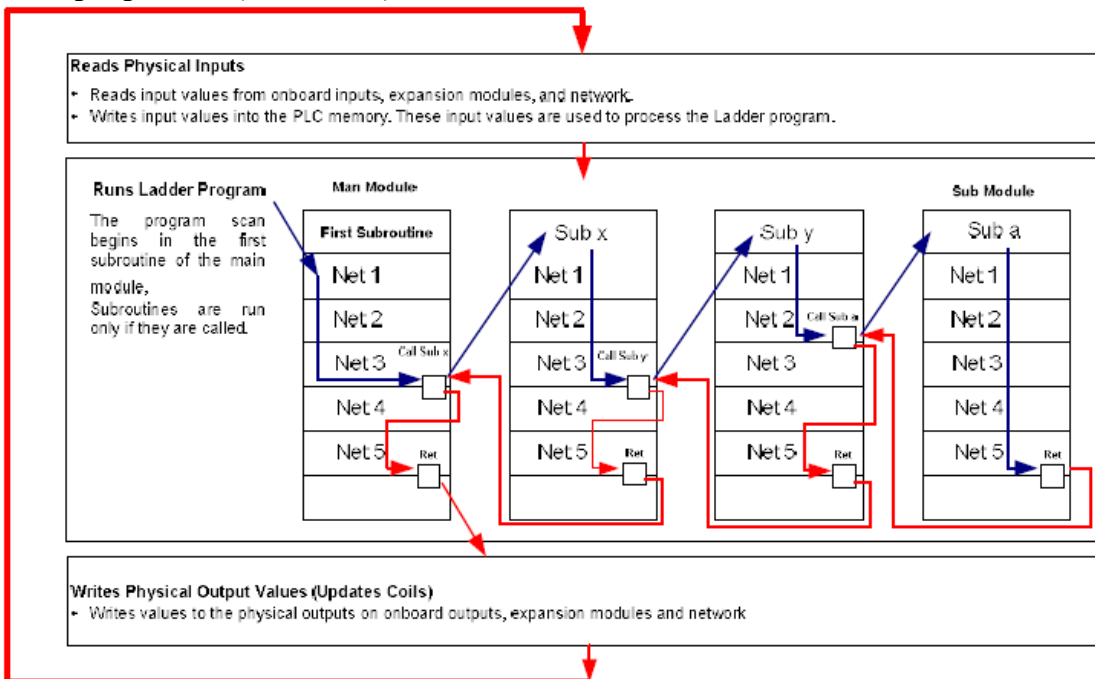 Reads Physical Inputs
• Reads input values from onboard inputs, expansion modules, and network.
• Writes input values into the PLC memory. These input values are used to process the Ladder program.
Runs Ladder Program
The program scan
begins in the first
subroutine of the main
module,
Subroutines are run
only if they are called.
Man Module
First Subroutine
Net 1
Net 2
Net 3
Call Sub x
Net 4
Net 5
Ret
Sub x
Net 1
Net 2
Net 3
Call Sub y
Net 4
Net 5
Ret
Sub y
Net 1
Net 2
Call Sub a
Net 3
Net 4
Net 5
Ret
Sub Module
Sub a
Net 1
Net 2
Net 3
Net 4
Net 5
Ret
Writes Physical Output Values (Updates Coils)
• Writes values to the physical outputs on onboard outputs, expansion modules and network